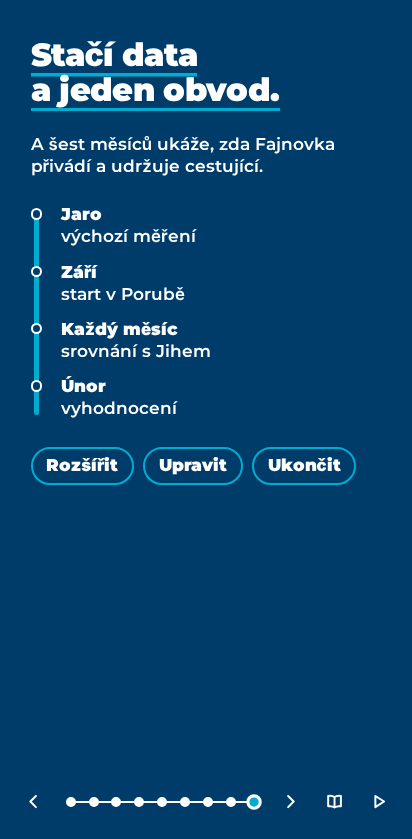 Stačí data
a jeden obvod.
A šest měsíců ukáže, zda Fajnovka
přivádí a udržuje cestující.
Jaro
výchozí měření
Září
start v Porubě
Každý měsíc
srovnání s Jihem
Únor
vyhodnocení
Rozšířit Upravit Ukončit